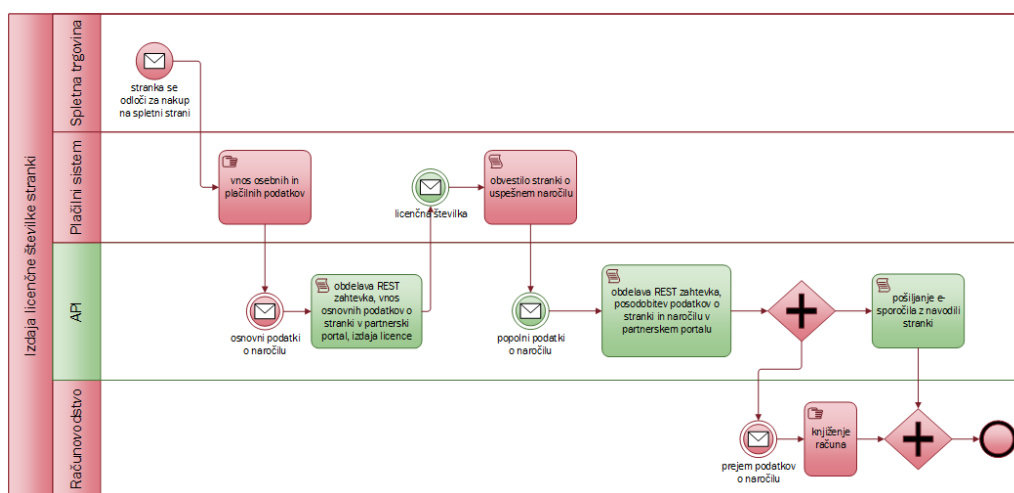 Izdaja licenčne številke stranki
Spletna trgovina
stranka se
odloči za nakup
na spletni strani
Plačilni sistem
vnos osebnih in
plačilnih podatkov
licenčna številka
obvestilo stranki o
uspešnem naročilu
API
osnovni podatki
o naročilu
obdelava REST
zahtevka, vnos
osnovnih podatkov o
stranki v partnerski
portal, izdaja licence
popolni podatki
o naročilu
obdelava REST zahtevka,
posodobitev podatkov o
stranki in naročilu v
partnerskem portalu
pošiljanje e-
sporočila z navodili
stranki
Računovodstvo
prejem podatkov
o naročilu
knjiženje
računa